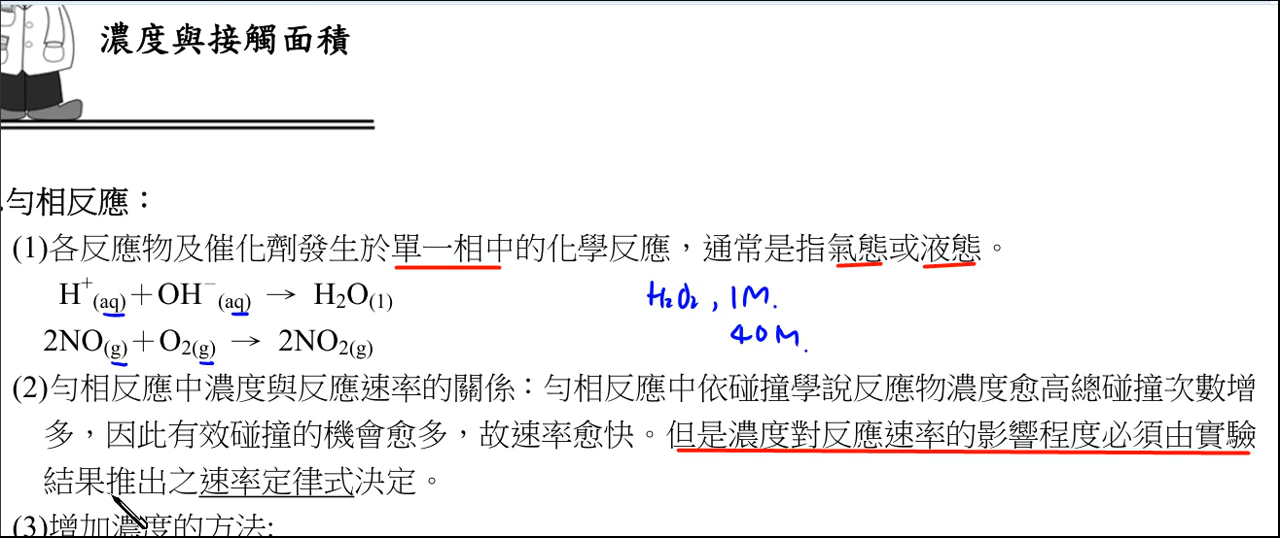 濃度與接觸面積
.勻相反應：
(1)各反應物及催化劑發生於單一相中的化學反應，通常是指氣態或液態。
H⁺(aq)＋OH⁻(aq) → H₂O(1)
H₂O₂ , 1M.
2NO(g)＋O₂(g) → 2NO₂(g)
40M.
(2)勻相反應中濃度與反應速率的關係：勻相反應中依碰撞學說反應物濃度愈高總碰撞次數增
多，因此有效碰撞的機會愈多，故速率愈快。但是濃度對反應速率的影響程度必須由實驗
結果推出之速率定律式決定。
(3)增加濃度的方法: